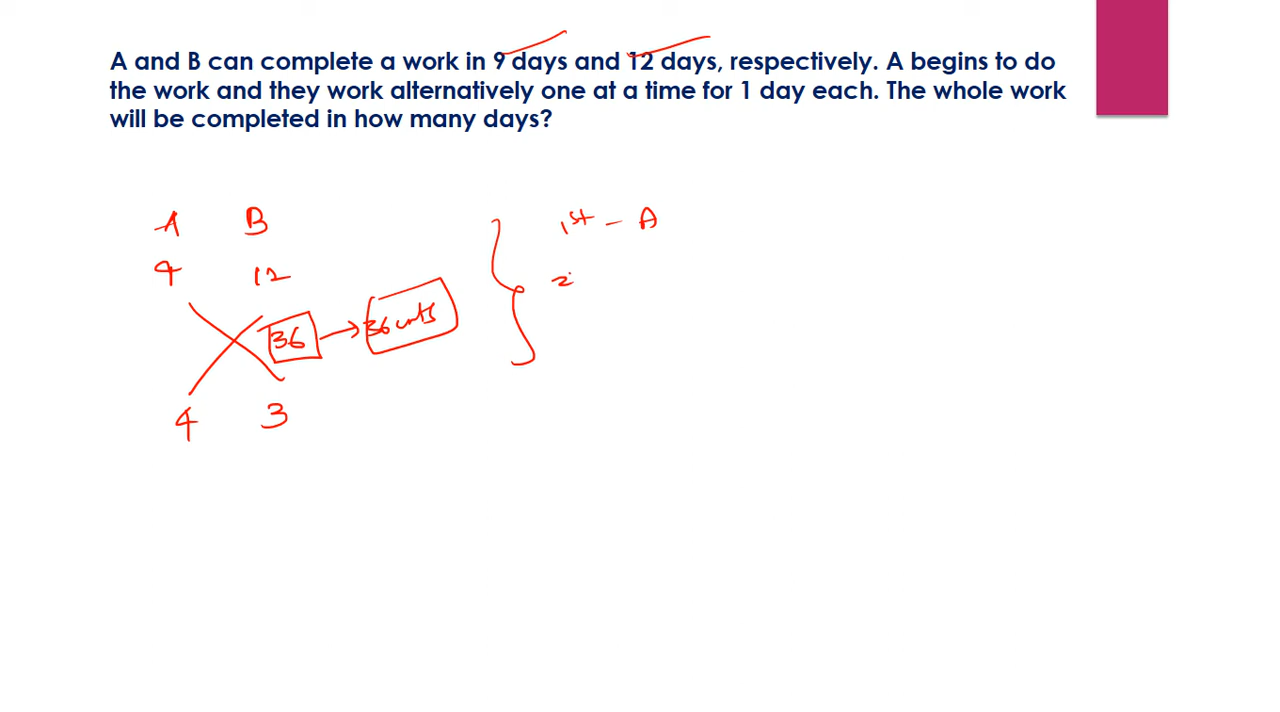 A and B can complete a work in 9 days and 12 days, respectively. A begins to do
the work and they work alternatively one at a time for 1 day each. The whole work
will be completed in how many days?
A B
9 12
36 → 36 units
4 3
1st - A
2